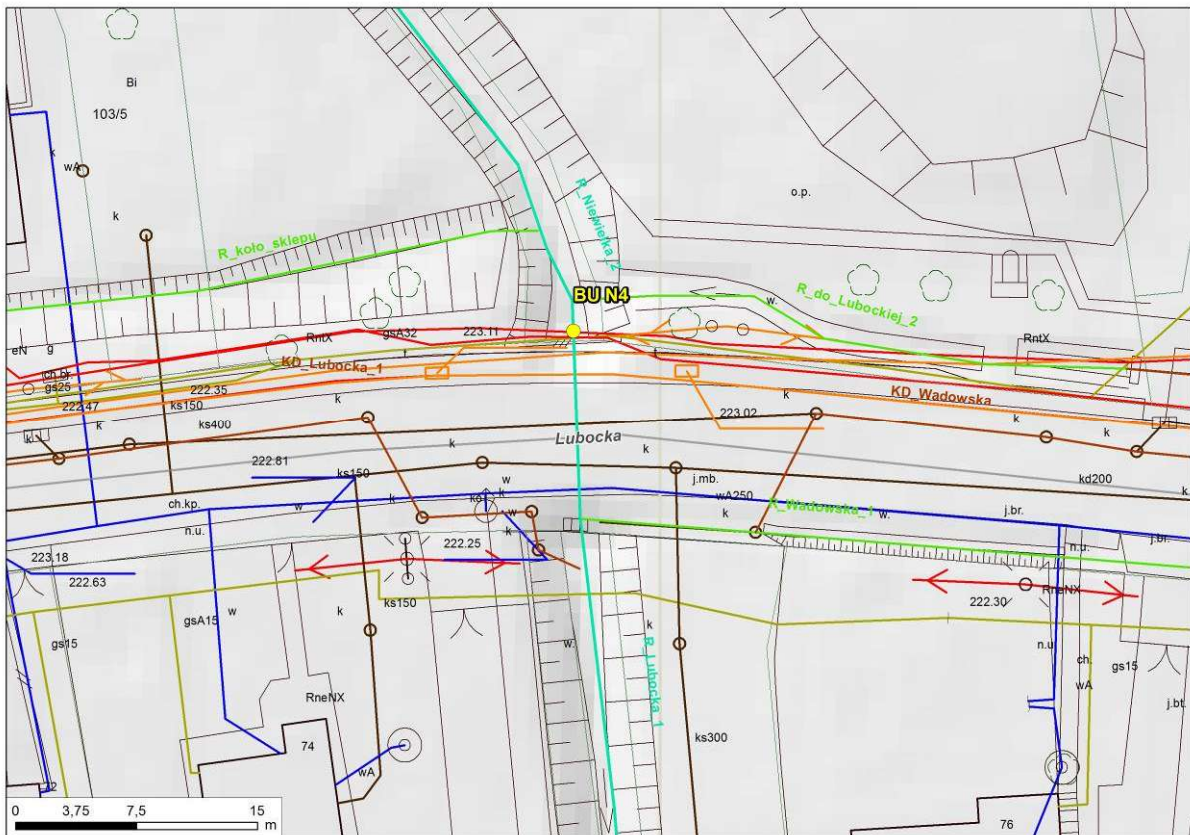 Bi
103/5
k
wA
k
o.p.
R_Niewielka_2
R_koło_sklepu
BU N4
w.
R_do_Lubockiej_2
RntX
gsA32
223.11
RntX
eN
g
t
t
ch.br.
gs25
KD_Lubocka_1
222.35
KD_Wadowska
222.47
ks150
k
k
223.02
k
k
ks400
k
k
k
Lubocka
k
222.61
ks150
w
j.mb.
kd200
k
wA250
ch.kp.
w
k
k
k
R_Wadowska_1
w.
j.br.
n.u.
w
k
223.18
222.25
n.u.
j.br.
222.63
ks150
222.30
RneNX
gsA15
w
k
k
gs15
w.
R_Lubocka_1
n.u.
ch.
gs15
wA
RneNX
j.bt.
74
ks300
wA
72
76
0 3,75 7,5 15
m